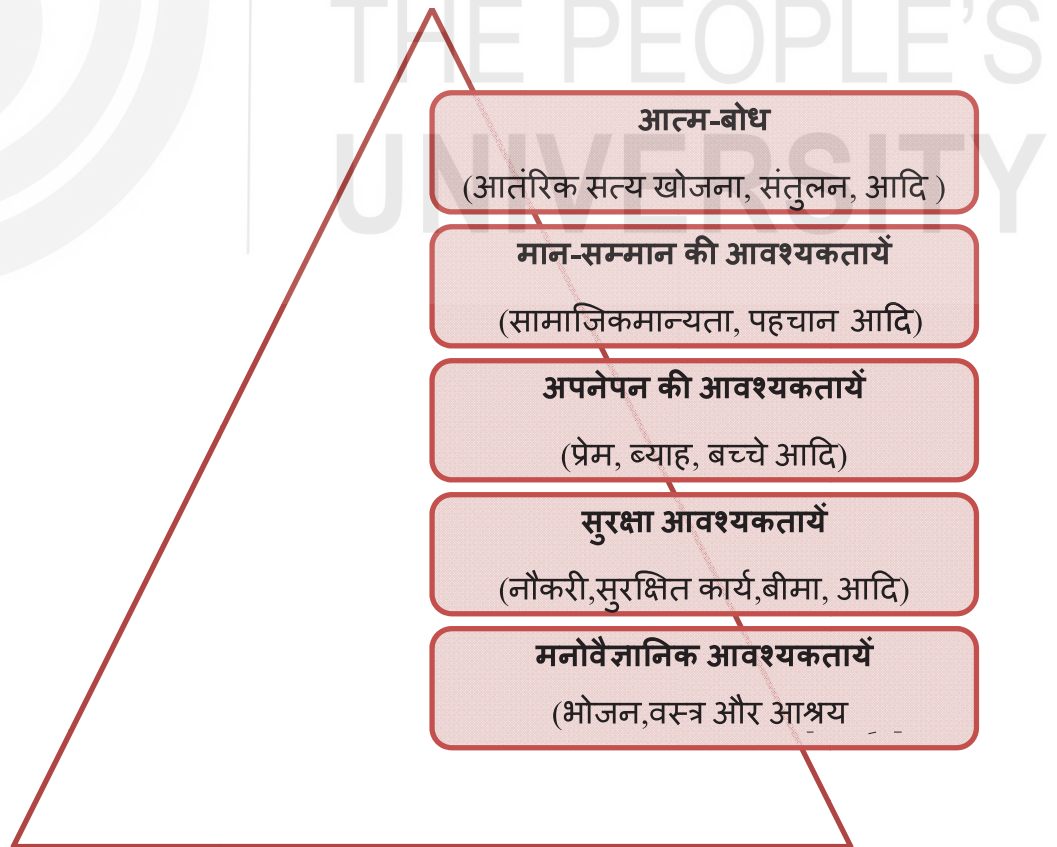 THE PEOPLE'S
UNIVERSITY
आत्म-बोध
(आतंरिक सत्य खोजना, संतुलन, आदि )
मान-सम्मान की आवश्यकतायें
(सामाजिकमान्यता, पहचान आदि)
अपनेपन की आवश्यकतायें
(प्रेम, ब्याह, बच्चे आदि)
सुरक्षा आवश्यकतायें
(नौकरी,सुरक्षित कार्य,बीमा, आदि)
मनोवैज्ञानिक आवश्यकतायें
(भोजन,वस्त्र और आश्रय